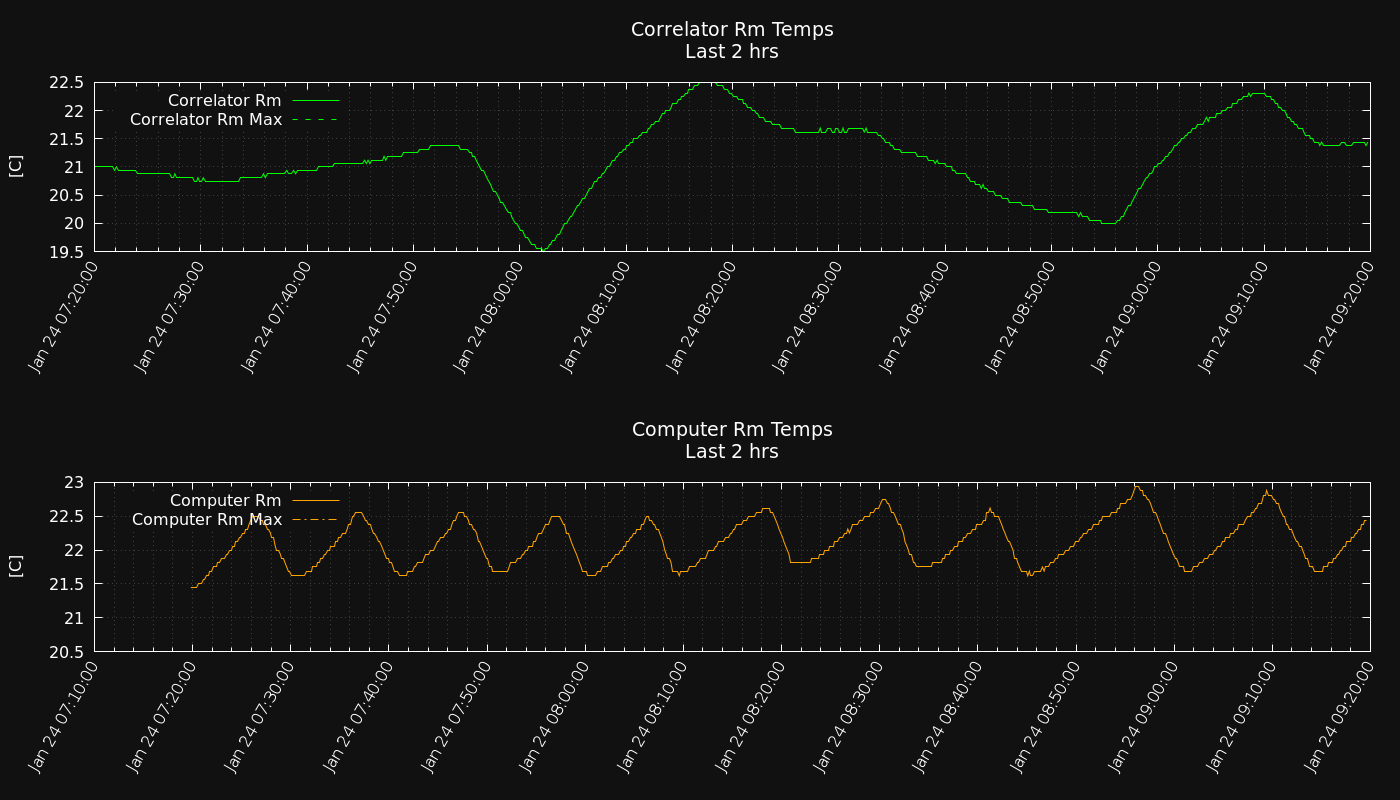 Correlator Rm Temps
Last 2 hrs
22.5
22
21.5
21
20.5
20
19.5
[C]
Correlator Rm
Correlator Rm Max
Jan 24 07:20:00
Jan 24 07:30:00
Jan 24 07:40:00
Jan 24 07:50:00
Jan 24 08:00:00
Jan 24 08:10:00
Jan 24 08:20:00
Jan 24 08:30:00
Jan 24 08:40:00
Jan 24 08:50:00
Jan 24 09:00:00
Jan 24 09:10:00
Jan 24 09:20:00
Computer Rm Temps
Last 2 hrs
23
22.5
22
21.5
21
20.5
[C]
Computer Rm
Computer Rm Max
Jan 24 07:10:00
Jan 24 07:20:00
Jan 24 07:30:00
Jan 24 07:40:00
Jan 24 07:50:00
Jan 24 08:00:00
Jan 24 08:10:00
Jan 24 08:20:00
Jan 24 08:30:00
Jan 24 08:40:00
Jan 24 08:50:00
Jan 24 09:00:00
Jan 24 09:10:00
Jan 24 09:20:00